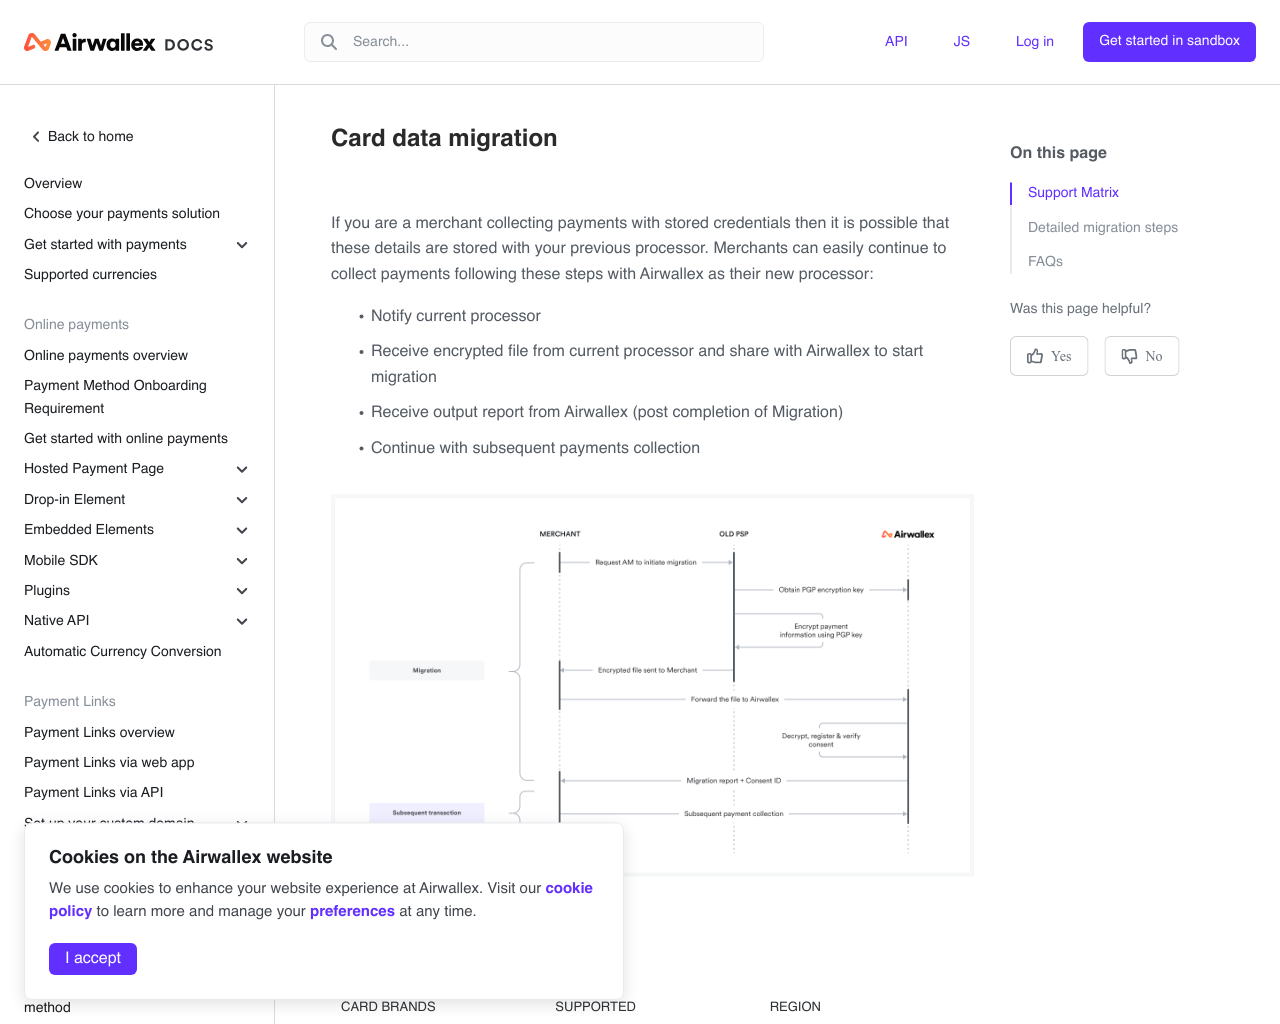 Airwallex DOCS
Search...
API
JS
Log in
Get started in sandbox
Back to home
Overview
Choose your payments solution
Get started with payments
Supported currencies
Online payments
Online payments overview
Payment Method Onboarding
Requirement
Get started with online payments
Hosted Payment Page
Drop-in Element
Embedded Elements
Mobile SDK
Plugins
Native API
Automatic Currency Conversion
Payment Links
Payment Links overview
Payment Links via web app
Payment Links via API
Set up your custom domain
method
Card data migration
If you are a merchant collecting payments with stored credentials then it is possible that
these details are stored with your previous processor. Merchants can easily continue to
collect payments following these steps with Airwallex as their new processor:
• Notify current processor
• Receive encrypted file from current processor and share with Airwallex to start
migration
• Receive output report from Airwallex (post completion of Migration)
• Continue with subsequent payments collection
MERCHANT
OLD PSP
Airwallex
Request AM to initiate migration
Obtain PGP encryption key
Encrypt payment
information using PGP key
Migration
Encrypted file sent to Merchant
Forward the file to Airwallex
Decrypt, register & verify
consent
Migration report + Consent ID
Subsequent transaction
Subsequent payment collection
CARD BRANDS
SUPPORTED
REGION
On this page
Support Matrix
Detailed migration steps
FAQs
Was this page helpful?
Yes
No
Cookies on the Airwallex website
We use cookies to enhance your website experience at Airwallex. Visit our cookie
policy to learn more and manage your preferences at any time.
I accept